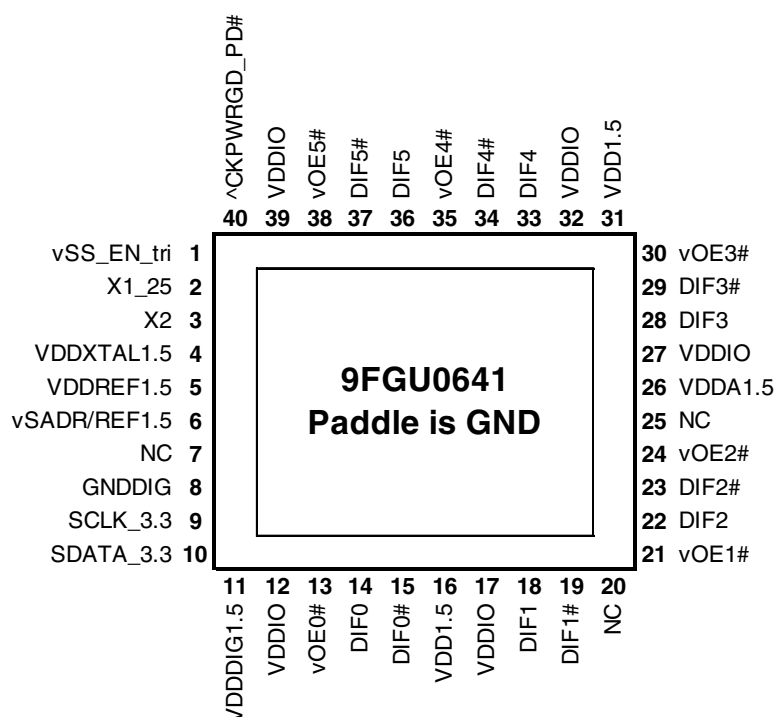 ^CKPWRGD_PD#
VDDIO
vOE5#
DIF5#
DIF5
vOE4#
DIF4#
DIF4
VDDIO
VDD1.5
40 39 38 37 36 35 34 33 32 31
vSS_EN_tri 1
X1_25 2
X2 3
VDDXTAL1.5 4
VDDREF1.5 5
vSADR/REF1.5 6
NC 7
GNDDIG 8
SCLK_3.3 9
SDATA_3.3 10
9FGU0641
Paddle is GND
30 vOE3#
29 DIF3#
28 DIF3
27 VDDIO
26 VDDA1.5
25 NC
24 vOE2#
23 DIF2#
22 DIF2
21 vOE1#
11 12 13 14 15 16 17 18 19 20
VDDDIG1.5
VDDIO
vOE0#
DIF0
DIF0#
VDD1.5
VDDIO
DIF1
DIF1#
NC